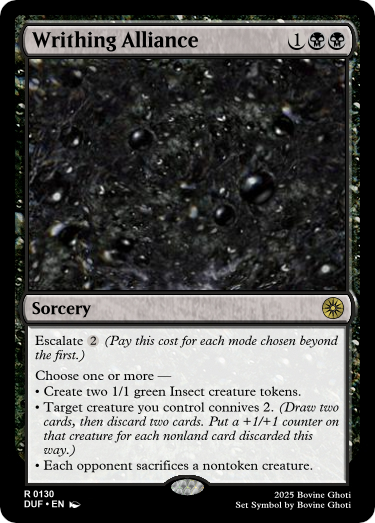 Writhing Alliance 1
Sorcery
Escalate 2 (Pay this cost for each mode chosen beyond
the first.)
Choose one or more —
• Create two 1/1 green Insect creature tokens.
• Target creature you control connives 2. (Draw two
cards, then discard two cards. Put a +1/+1 counter on
that creature for each nonland card discarded this
way.)
• Each opponent sacrifices a nontoken creature.
R 0130
DUF • EN
2025 Bovine Ghoti
Set Symbol by Bovine Ghoti